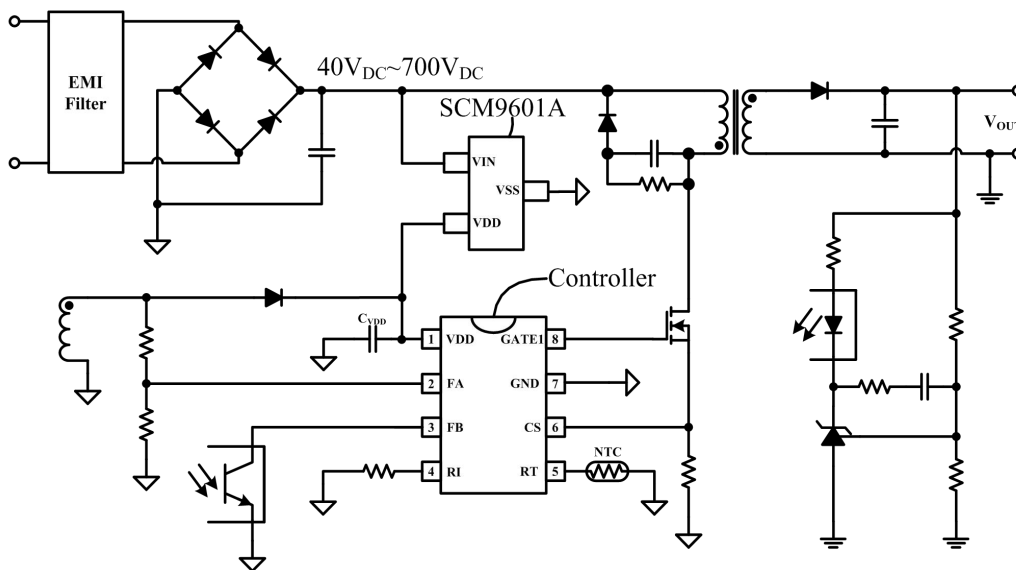 EMI
Filter
40VDC~700VDC
SCM9601A
VIN
VSS
VDD
VOUT
Controller
CVDD
1 VDD GATE1 8
2 FA GND 7
3 FB CS 6
4 RI RT 5
NTC